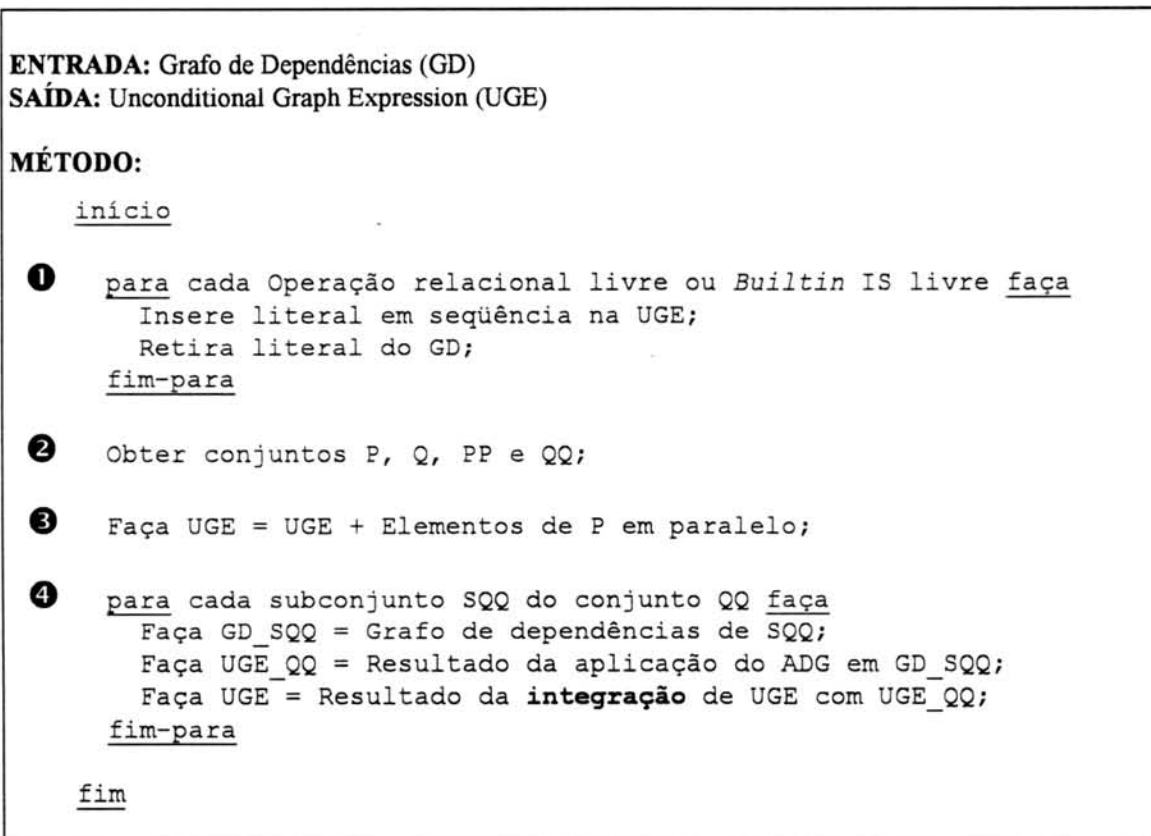 ENTRADA: Grafo de Dependências (GD)
SAÍDA: Unconditional Graph Expression (UGE)
MÉTODO:
início
❶ para cada Operação relacional livre ou Builtin IS livre faça
Insere literal em seqüência na UGE;
Retira literal do GD;
fim-para
❷ Obter conjuntos P, Q, PP e QQ;
❸ Faça UGE = UGE + Elementos de P em paralelo;
❹ para cada subconjunto SQQ do conjunto QQ faça
Faça GD_SQQ = Grafo de dependências de SQQ;
Faça UGE_QQ = Resultado da aplicação do ADG em GD_SQQ;
Faça UGE = Resultado da integração de UGE com UGE_QQ;
fim-para
fim